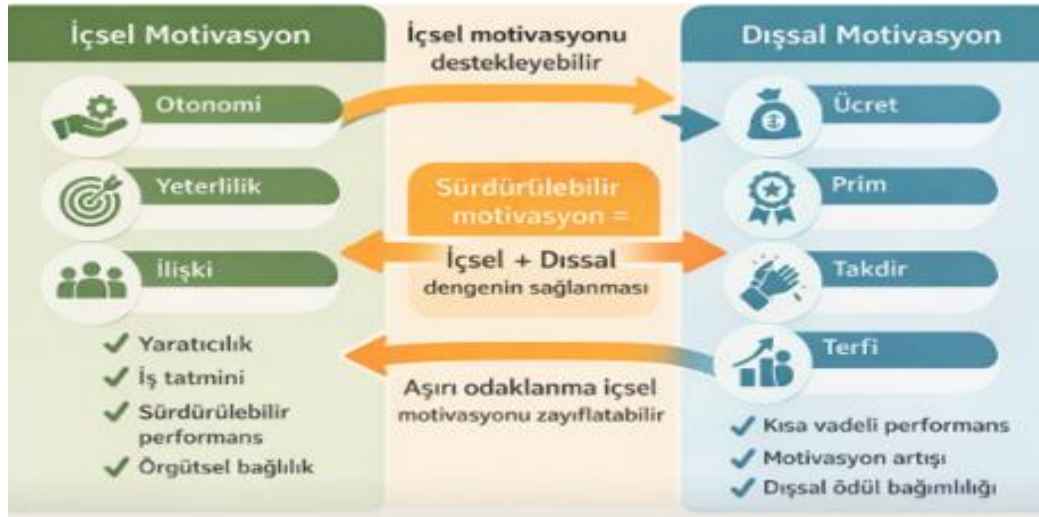 İçsel Motivasyon
Otonomi
Yeterlilik
İlişki
Yaratıcılık
İş tatmini
Sürdürülebilir
performans
Örgütsel bağlılık
İçsel motivasyonu
destekleyebilir
Sürdürülebilir
motivasyon =
İçsel + Dıssal
dengenin sağlanması
Aşırı odaklanma içsel
motivasyonu zayıflatabilir
Dışsal Motivasyon
Ücret
Prim
Takdir
Terfi
Kısa vadeli performans
Motivasyon artışı
Dışsal ödül bağımlılığı